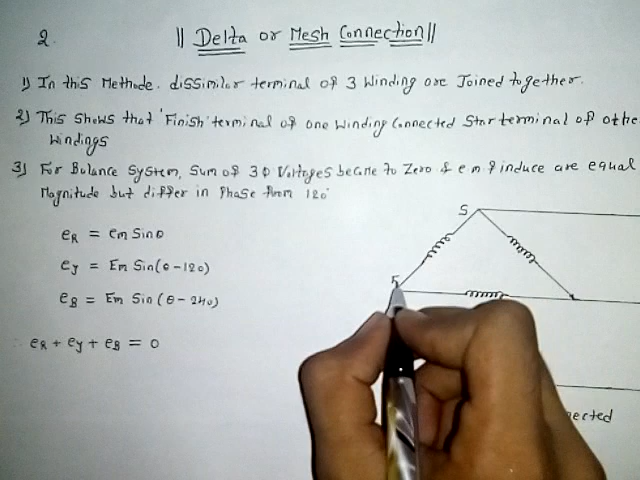 2. || Delta or Mesh Connection ||
1) In this Methode. dissimilar terminal of 3 Winding are Joined together.
2) This Shows that 'Finish' terminal of one Winding Connected Star terminal of othe
Windings
3) For Balance System, Sum of 3ϕ Voltages became to Zero & emf induce are equal
Magnitude but differ in Phase from 120°
S
eR = em Sinθ
ey = Em Sin(θ-120)
eB = Em Sin (θ-240)
F
∴ eR + ey + eB = 0
ected